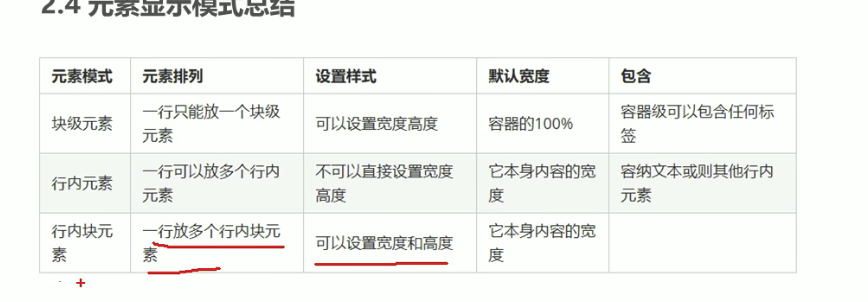 2.4 元素显示模式总结
元素模式 元素排列 设置样式 默认宽度 包含
块级元素 一行只能放一个块级元素 可以设置宽度高度 容器的100% 容器级可以包含任何标签
行内元素 一行可以放多个行内元素 不可以直接设置宽度高度 它本身内容的宽度 容纳文本或则其他行内元素
行内块元素 一行放多个行内块元素 可以设置宽度和高度 它本身内容的宽度